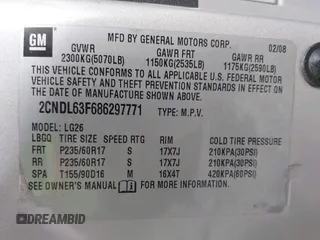 GM
MFD BY GENERAL MOTORS CORP. 02/08
GVWR GAWR FRT GAWR RR
2300KG(5070LB) 1150KG(2535LB) 1175KG(2590LB)
THIS VEHICLE CONFORMS TO ALL APPLICABLE U.S. FEDERAL MOTOR
VEHICLE SAFETY, BUMPER, AND THEFT PREVENTION STANDARDS IN
EFFECT ON THE DATE OF MANUFACTURE SHOWN ABOVE.
2CNDL63F686297771 TYPE: M.P.V.
MODEL: LG26
LBGQ TIRE SIZE SPEED RTG RIM COLD TIRE PRESSURE
FRT P235/60R17 S 17X7J 210KPA(30PSI)
RR P235/60R17 S 17X7J 210KPA(30PSI)
SPA T155/90D16 M 16X4T 420KPA(60PSI)
SEE OWNER'S MANUAL FOR ADDITIONAL INFORMATION
DREAMBID